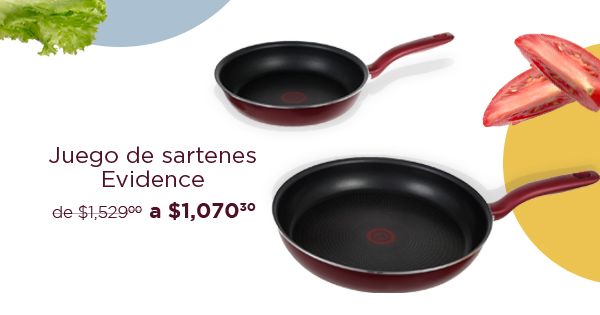 Juego de sartenes
Evidence
de $1,529⁰⁰ a $1,070³⁰